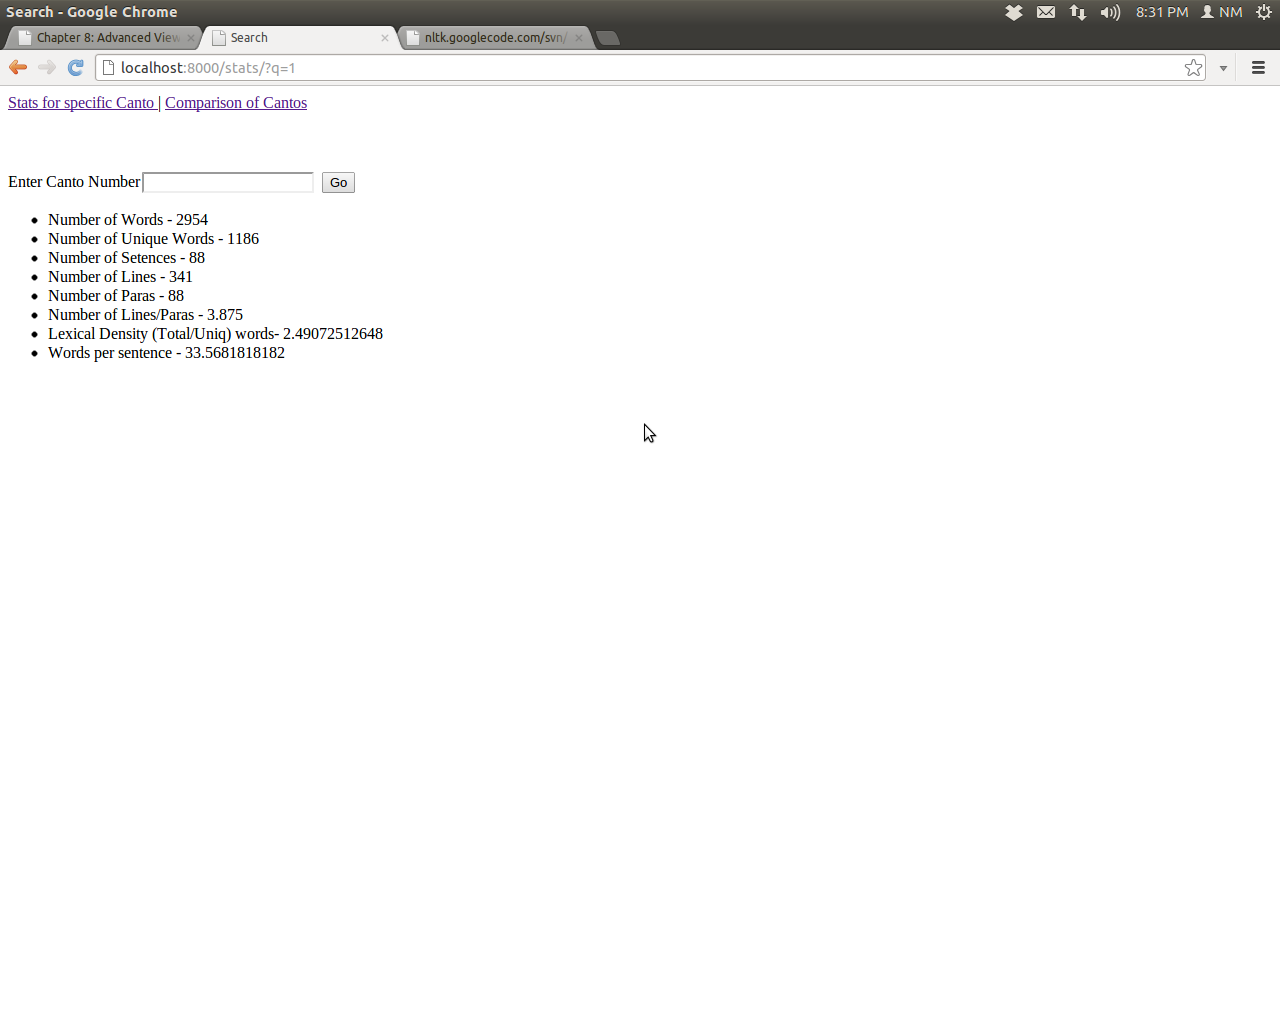 Search - Google Chrome
8:31 PM NM
Chapter 8: Advanced View
Search
nltk.googlecode.com/svn/
localhost:8000/stats/?q=1
Stats for specific Canto | Comparison of Cantos
Enter Canto Number Go
Number of Words - 2954
Number of Unique Words - 1186
Number of Setences - 88
Number of Lines - 341
Number of Paras - 88
Number of Lines/Paras - 3.875
Lexical Density (Total/Uniq) words- 2.49072512648
Words per sentence - 33.5681818182